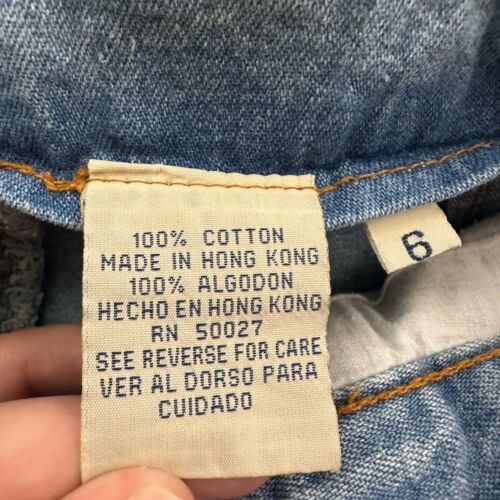 100% COTTON
MADE IN HONG KONG
100% ALGODON
HECHO EN HONG KONG
RN 50027
SEE REVERSE FOR CARE
VER AL DORSO PARA
CUIDADO
6